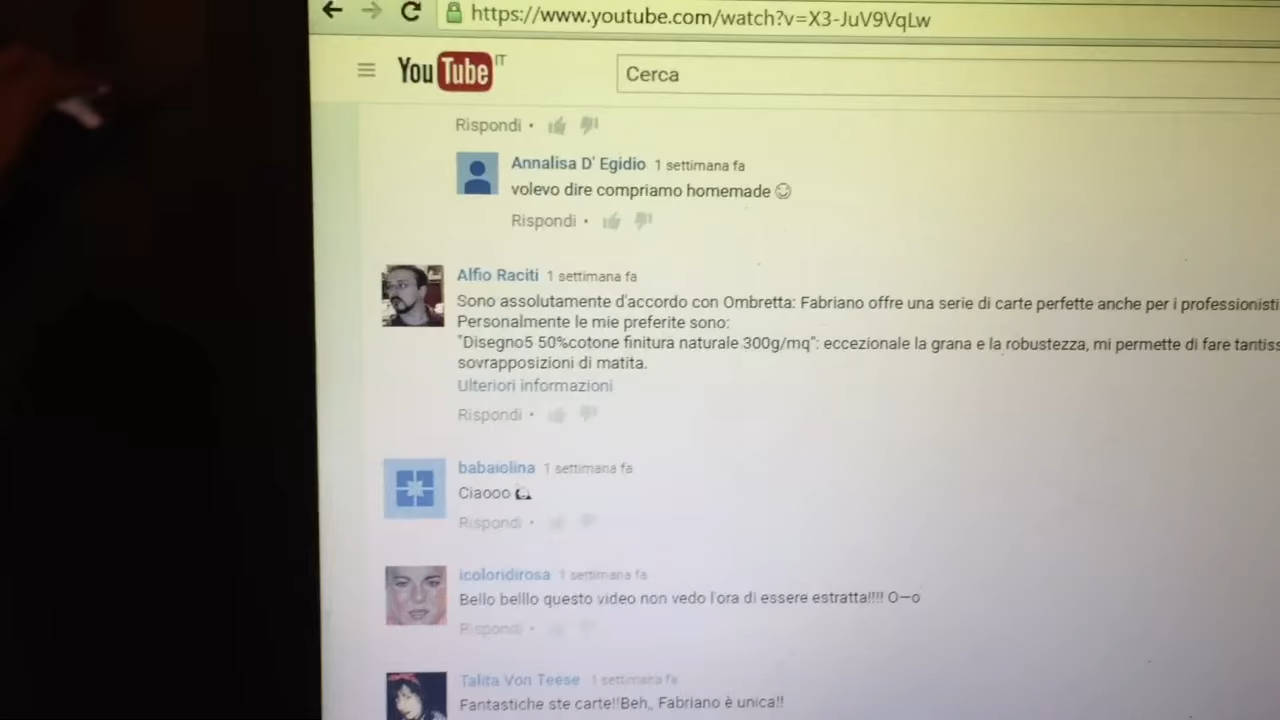 https://www.youtube.com/watch?v=X3-JuV9VqLw
YouTube IT
Cerca
Rispondi •
Annalisa D' Egidio 1 settimana fa
volevo dire compriamo homemade
Rispondi •
Alfio Raciti 1 settimana fa
Sono assolutamente d'accordo con Ombretta: Fabriano offre una serie di carte perfette anche per i professionisti
Personalmente le mie preferite sono:
"Disegno5 50%cotone finitura naturale 300g/mq": eccezionale la grana e la robustezza, mi permette di fare tantiss
sovrapposizioni di matita.
Ulteriori informazioni
Rispondi •
babaiolina 1 settimana fa
Ciaooo
Rispondi •
icoloridirosa 1 settimana fa
Bello belllo questo video non vedo l'ora di essere estratta!!!! O—o
Rispondi •
Talita Von Teese 1 settimana fa
Fantastiche ste carte!!Beh,, Fabriano è unica!!